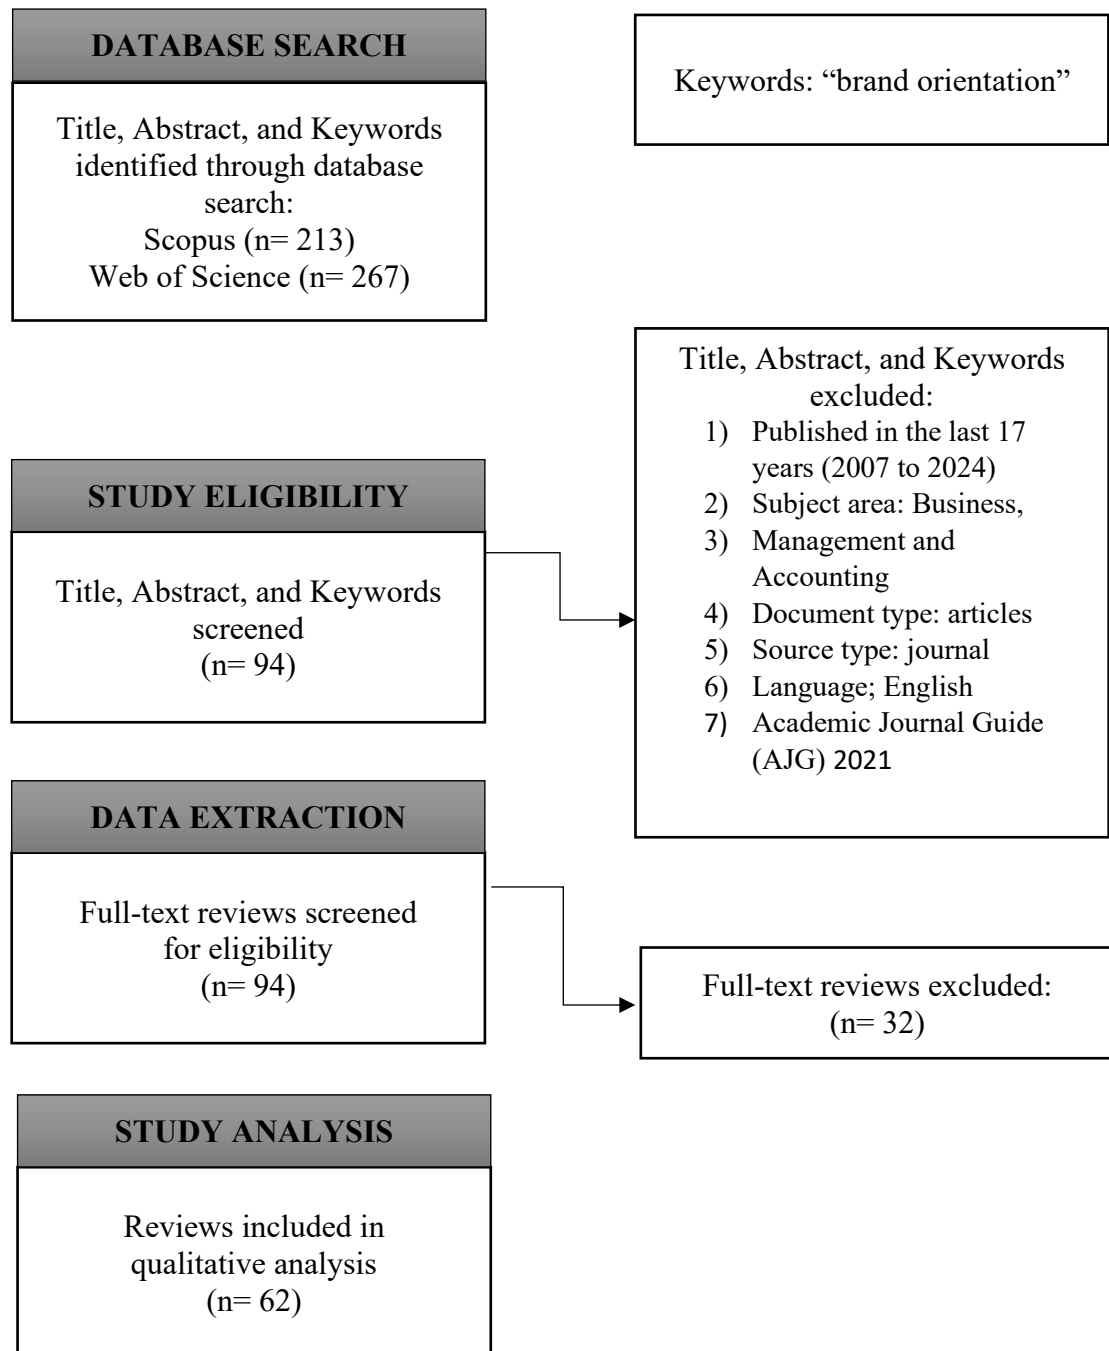 DATABASE SEARCH
Title, Abstract, and Keywords
identified through database
search:
Scopus (n= 213)
Web of Science (n= 267)
Keywords: “brand orientation”
STUDY ELIGIBILITY
Title, Abstract, and Keywords
screened
(n= 94)
Title, Abstract, and Keywords
excluded:
1) Published in the last 17
years (2007 to 2024)
2) Subject area: Business,
3) Management and
Accounting
4) Document type: articles
5) Source type: journal
6) Language; English
7) Academic Journal Guide
(AJG) 2021
DATA EXTRACTION
Full-text reviews screened
for eligibility
(n= 94)
Full-text reviews excluded:
(n= 32)
STUDY ANALYSIS
Reviews included in
qualitative analysis
(n= 62)